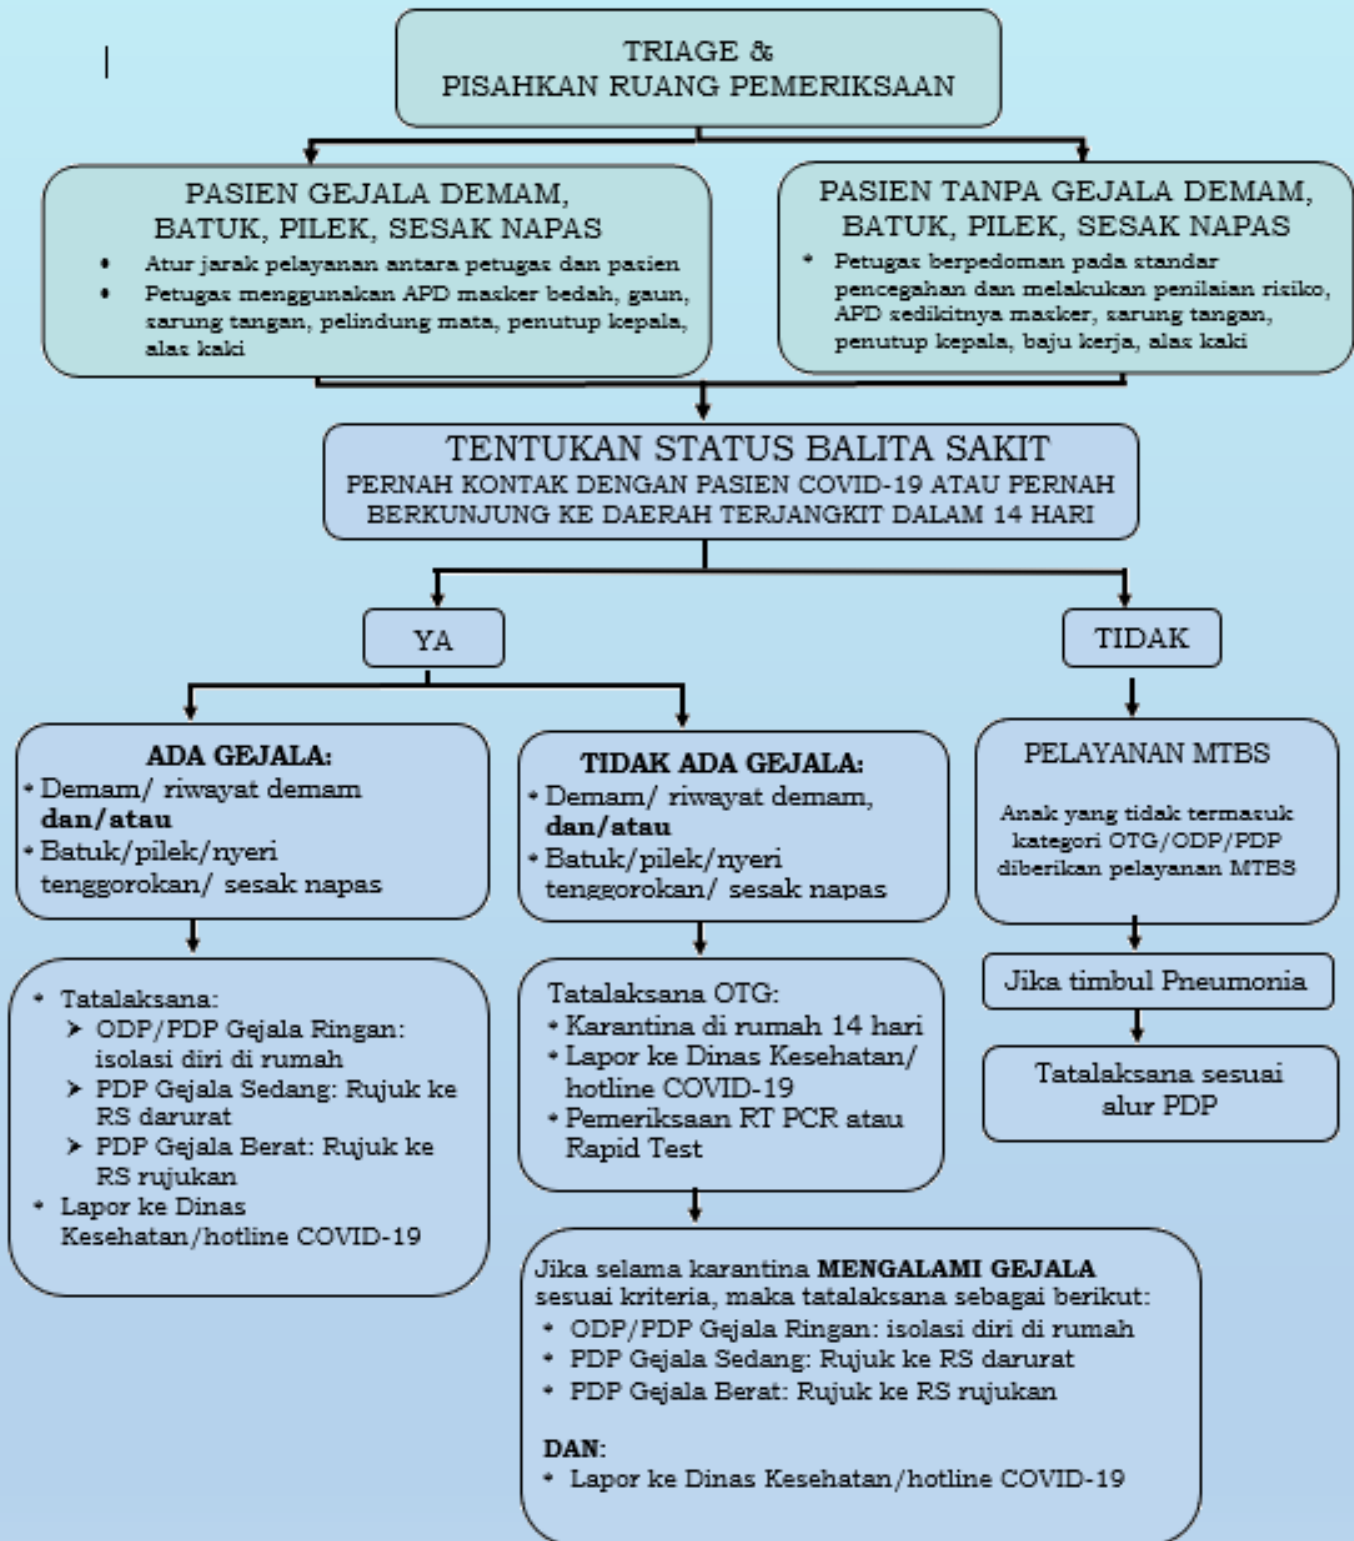 TRIAGE &
PISAHKAN RUANG PEMERIKSAAN
PASIEN GEJALA DEMAM,
BATUK, PILEK, SESAK NAPAS
• Atur jarak pelayanan antara petugas dan pasien
• Petugas menggunakan APD masker bedah, gaun,
sarung tangan, pelindung mata, penutup kepala,
alas kaki
PASIEN TANPA GEJALA DEMAM,
BATUK, PILEK, SESAK NAPAS
• Petugas berpedoman pada standar
pencegahan dan melakukan penilaian risiko,
APD sedikitnya masker, sarung tangan,
penutup kepala, baju kerja, alas kaki
TENTUKAN STATUS BALITA SAKIT
PERNAH KONTAK DENGAN PASIEN COVID-19 ATAU PERNAH
BERKUNJUNG KE DAERAH TERJANGKIT DALAM 14 HARI
YA
TIDAK
ADA GEJALA:
• Demam/ riwayat demam
dan/atau
• Batuk/pilek/nyeri
tenggorokan/ sesak napas
TIDAK ADA GEJALA:
• Demam/ riwayat demam,
dan/atau
• Batuk/pilek/nyeri
tenggorokan/ sesak napas
PELAYANAN MTBS
Anak yang tidak termasuk
kategori OTG/ODP/PDP
diberikan pelayanan MTBS
• Tatalaksana:
➤ ODP/PDP Gejala Ringan:
isolasi diri di rumah
➤ PDP Gejala Sedang: Rujuk ke
RS darurat
➤ PDP Gejala Berat: Rujuk ke
RS rujukan
• Lapor ke Dinas
Kesehatan/hotline COVID-19
Tatalaksana OTG:
• Karantina di rumah 14 hari
• Lapor ke Dinas Kesehatan/
hotline COVID-19
• Pemeriksaan RT PCR atau
Rapid Test
Jika timbul Pneumonia
Tatalaksana sesuai
alur PDP
Jika selama karantina MENGALAMI GEJALA
sesuai kriteria, maka tatalaksana sebagai berikut:
• ODP/PDP Gejala Ringan: isolasi diri di rumah
• PDP Gejala Sedang: Rujuk ke RS darurat
• PDP Gejala Berat: Rujuk ke RS rujukan
DAN:
• Lapor ke Dinas Kesehatan/hotline COVID-19